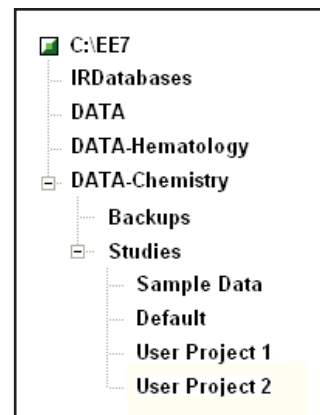 C:\EE7
IRDatabases
DATA
DATA-Hematology
DATA-Chemistry
Backups
Studies
Sample Data
Default
User Project 1
User Project 2